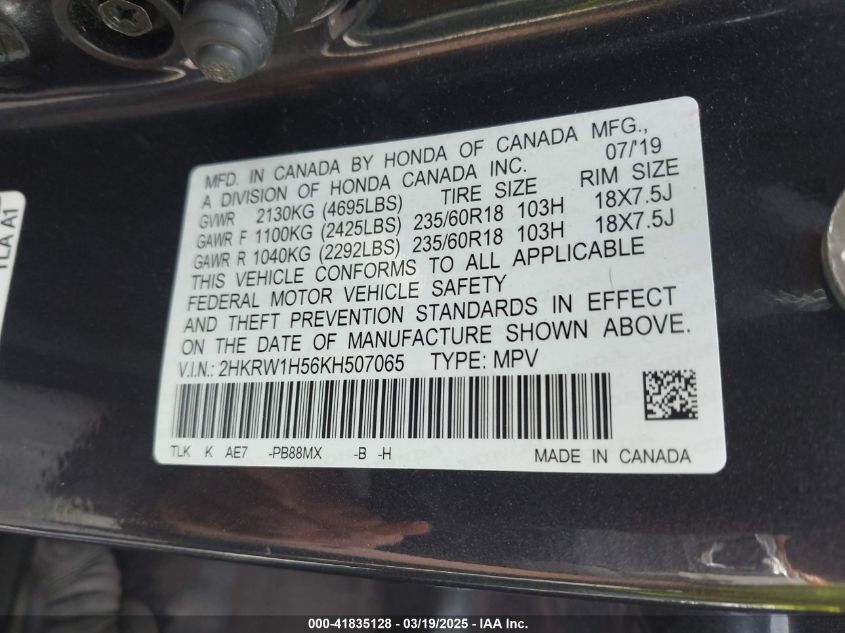 MFD. IN CANADA BY HONDA OF CANADA MFG.,
A DIVISION OF HONDA CANADA INC. 07/'19
GVWR 2130KG (4695LBS) TIRE SIZE RIM SIZE
GAWR F 1100KG (2425LBS) 235/60R18 103H 18X7.5J
GAWR R 1040KG (2292LBS) 235/60R18 103H 18X7.5J
THIS VEHICLE CONFORMS TO ALL APPLICABLE
FEDERAL MOTOR VEHICLE SAFETY
AND THEFT PREVENTION STANDARDS IN EFFECT
ON THE DATE OF MANUFACTURE SHOWN ABOVE.
V.I.N.: 2HKRW1H56KH507065 TYPE: MPV
TLK K AE7 -PB88MX -B -H MADE IN CANADA
TLA A1
000-41835128 - 03/19/2025 - IAA Inc.